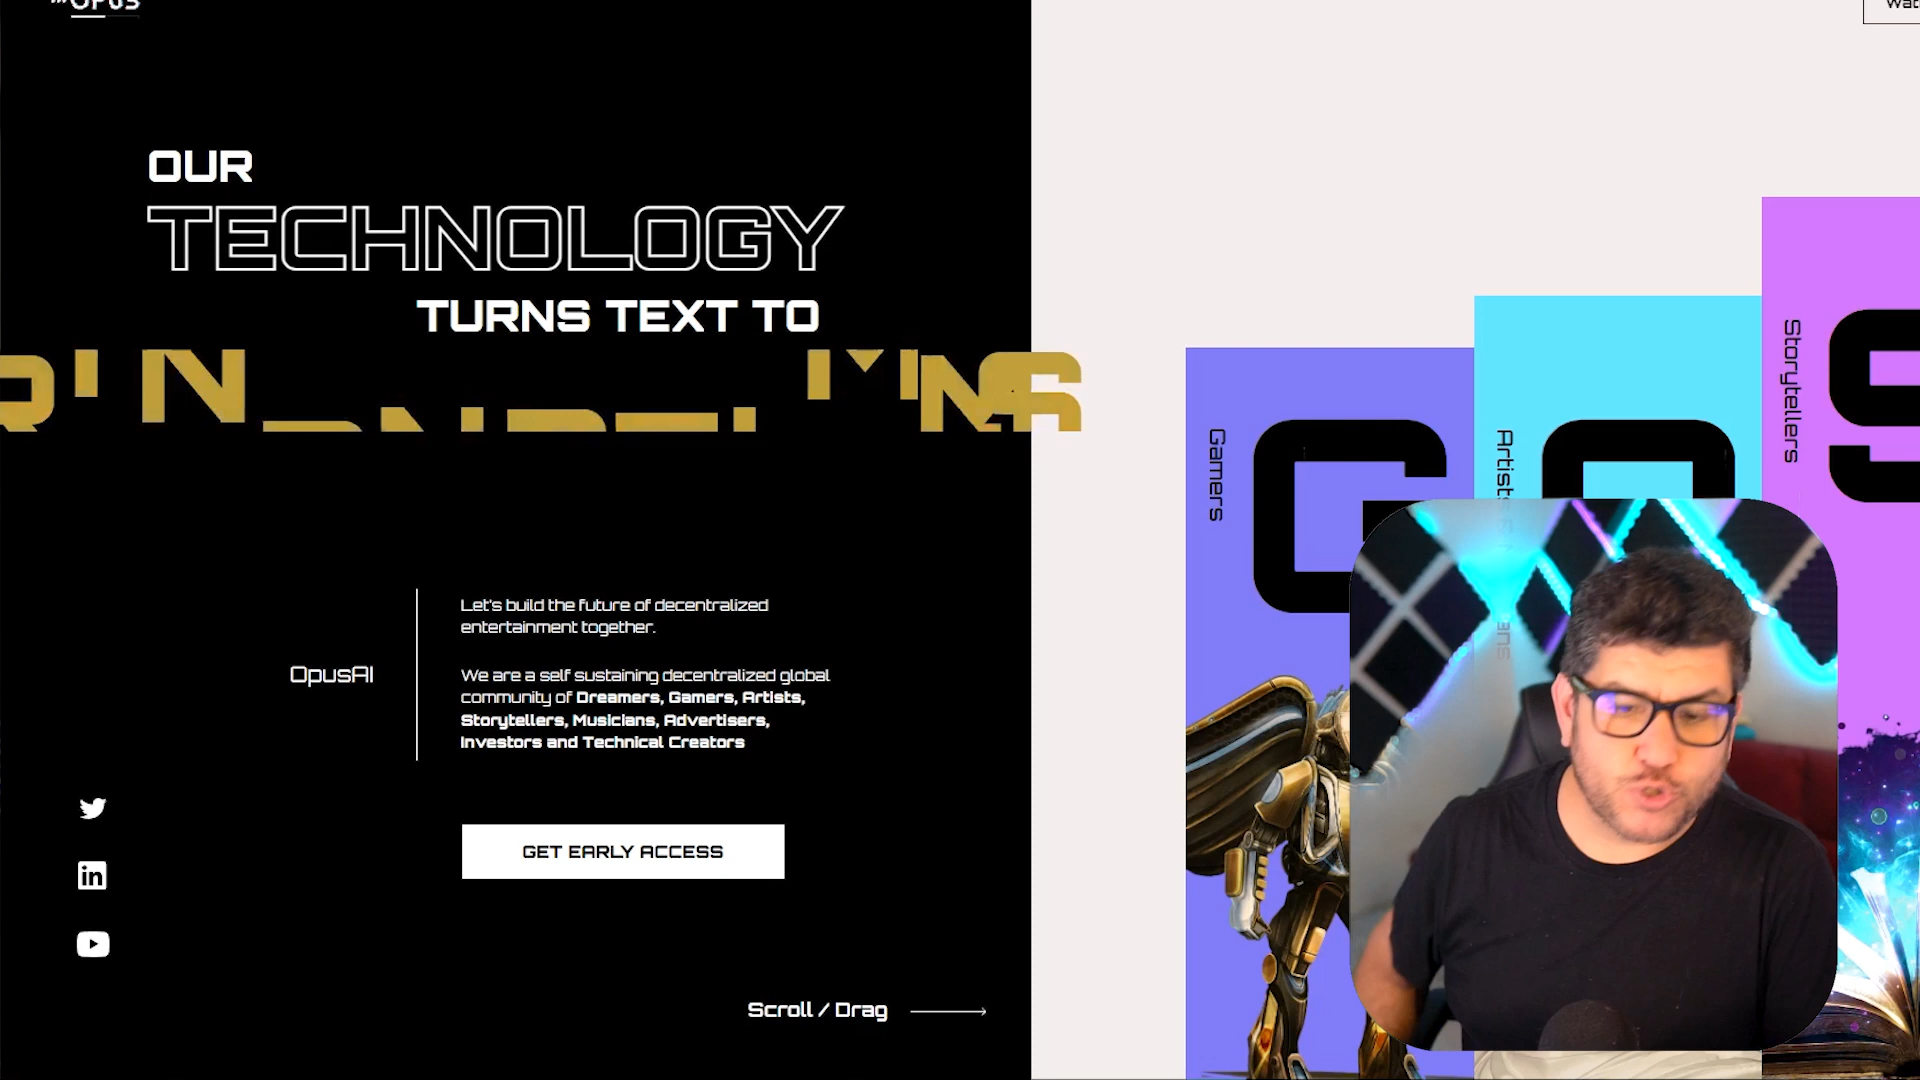 OPUS
OUR
TECHNOLOGY
TURNS TEXT TO
Let's build the future of decentralized
entertainment together.
OpusAI
We are a self sustaining decentralized global
community of Dreamers, Gamers, Artists,
Storytellers, Musicians, Advertisers,
Investors and Technical Creators
GET EARLY ACCESS
Scroll / Drag
Gamers
G
Storytellers
S